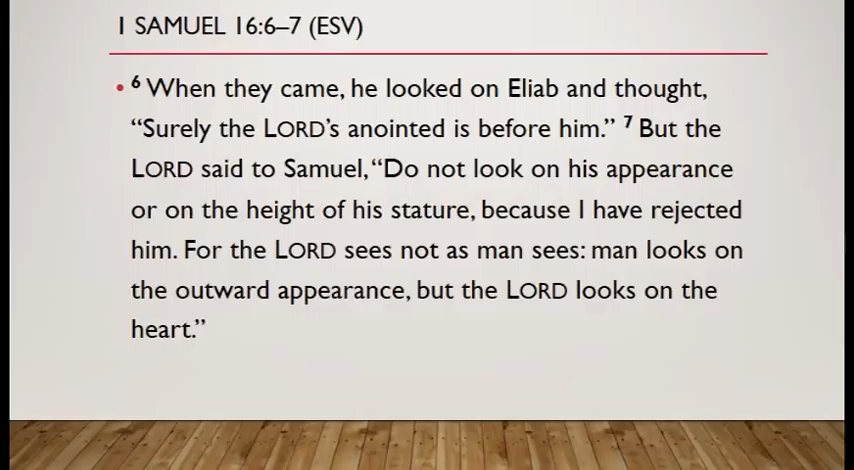 1 SAMUEL 16:6–7 (ESV)
• 6 When they came, he looked on Eliab and thought,
“Surely the LORD’s anointed is before him.” 7 But the
LORD said to Samuel, “Do not look on his appearance
or on the height of his stature, because I have rejected
him. For the LORD sees not as man sees: man looks on
the outward appearance, but the LORD looks on the
heart.”